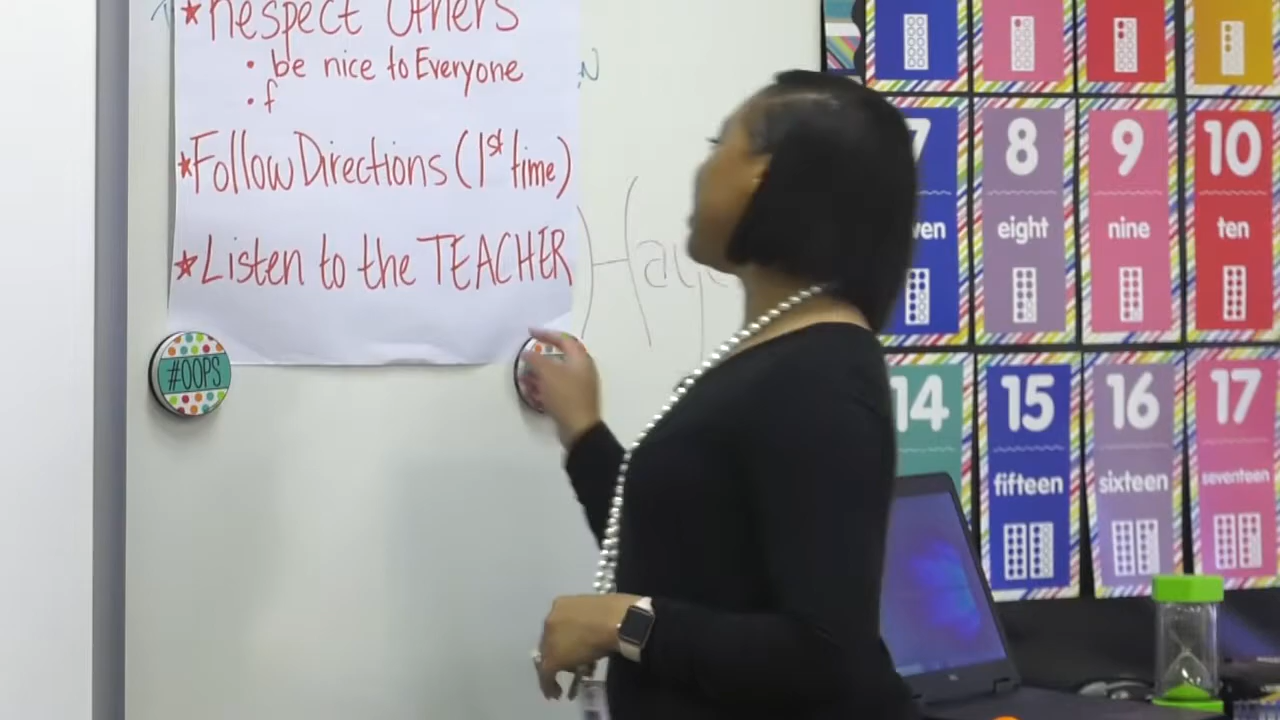 *Respect Others
• be nice to Everyone
• f
*Follow Directions (1st time)
*Listen to the TEACHER
#OOPS
8
eight
9
nine
10
ten
14
15
fifteen
16
sixteen
17
seventeen